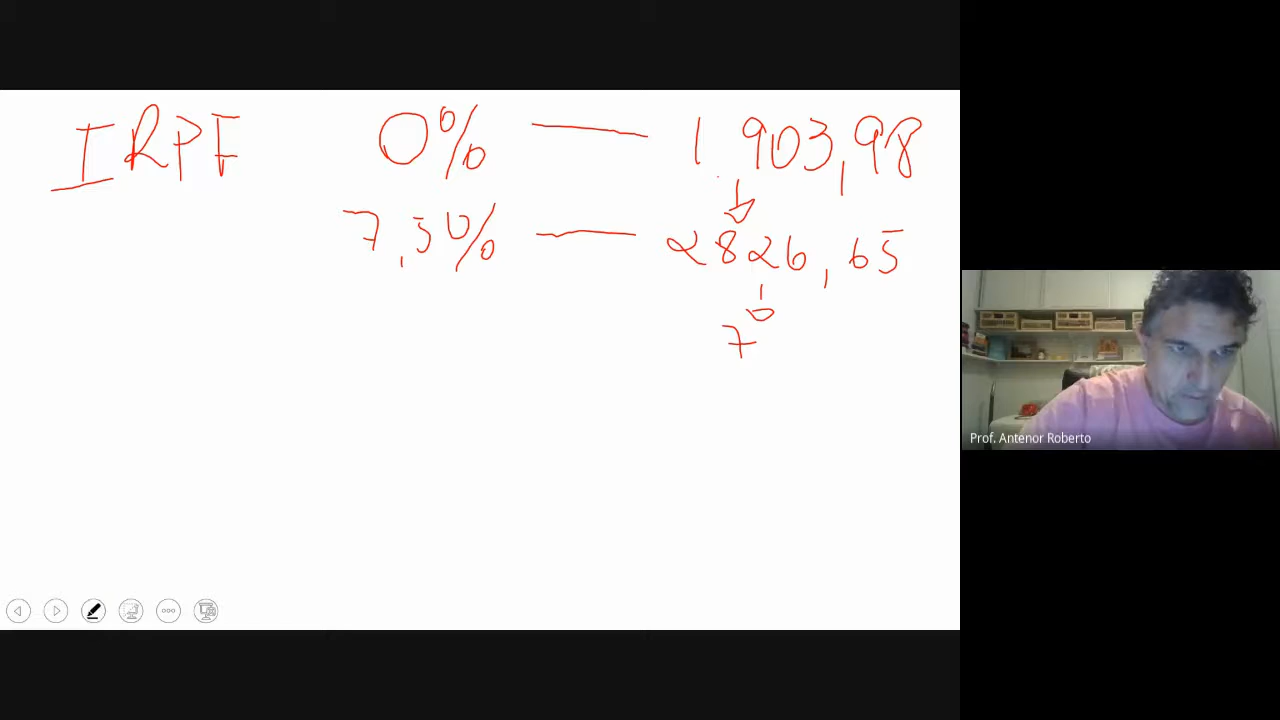 IRPF 0% — 1.903,98
7,5% — 2826,65
7
Prof. Antenor Roberto